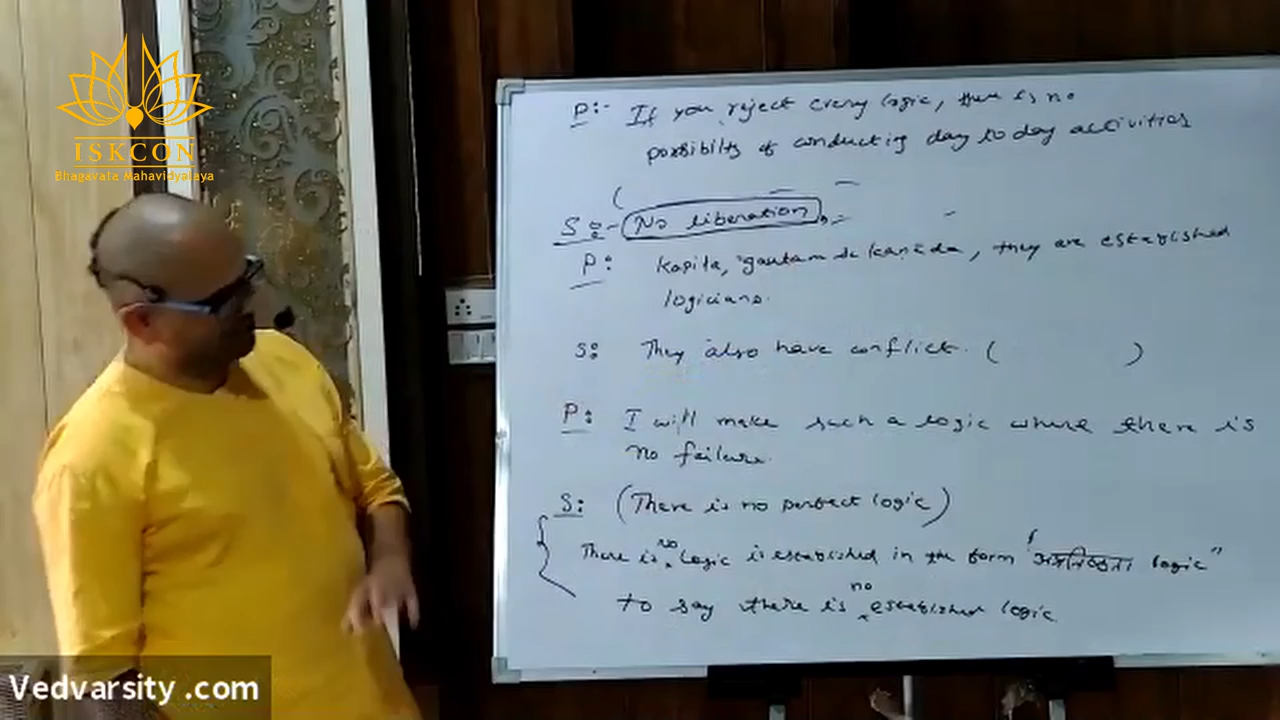 ISKCON
Bhagavata Mahavidyalaya
P:- If you reject every logic, there is no
possibility of conducting day to day activities
S:- No liberation
P: Kapila, gautam & kanāda, they are established
logicians.
S: They also have conflict. ( )
P: I will make such a logic where there is
no failure.
S: (There is no perfect logic)
There is no logic is established in the form "अप्रतिष्ठिता logic"
to say there is no established logic
Vedvarsity .com